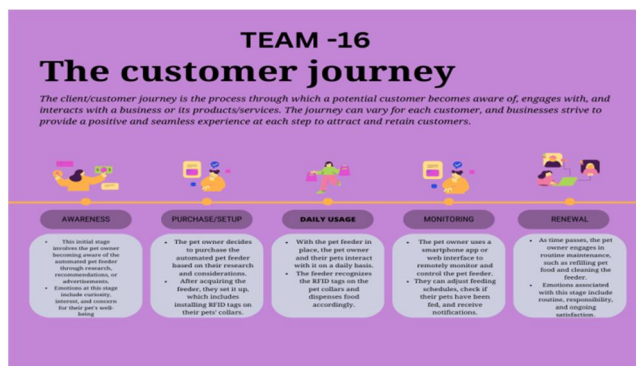 TEAM -16
The customer journey
The client/customer journey is the process through which a potential customer becomes aware of, engages with, and
interacts with a business or its products/services. The journey can vary for each customer, and businesses strive to
provide a positive and seamless experience at each step to attract and retain customers.
AWARENESS
• This initial stage
involves the pet owner
becoming aware of the
automated pet feeder
through research,
recommendations, or
advertisements.
• Emotions at this stage
include curiosity,
interest, and concern
for their pet's well-
being
PURCHASE/SETUP
• The pet owner decides
to purchase the
automated pet feeder
based on their research
and considerations.
• After acquiring the
feeder, they set it up,
which includes
installing RFID tags on
their pets' collars.
DAILY USAGE
• With the pet feeder in
place, the pet owner
and their pets interact
with it on a daily basis.
• The feeder recognizes
the RFID tags on the
pet collars and
dispenses food
accordingly.
MONITORING
• The pet owner uses a
smartphone app or
web interface to
remotely monitor and
control the pet feeder.
• They can adjust feeding
schedules, check if
their pets have been
fed, and receive
notifications.
RENEWAL
• As time passes, the pet
owner engages in
routine maintenance,
such as refilling pet
food and cleaning the
feeder.
• Emotions associated
with this stage include
routine, responsibility,
and ongoing
satisfaction.